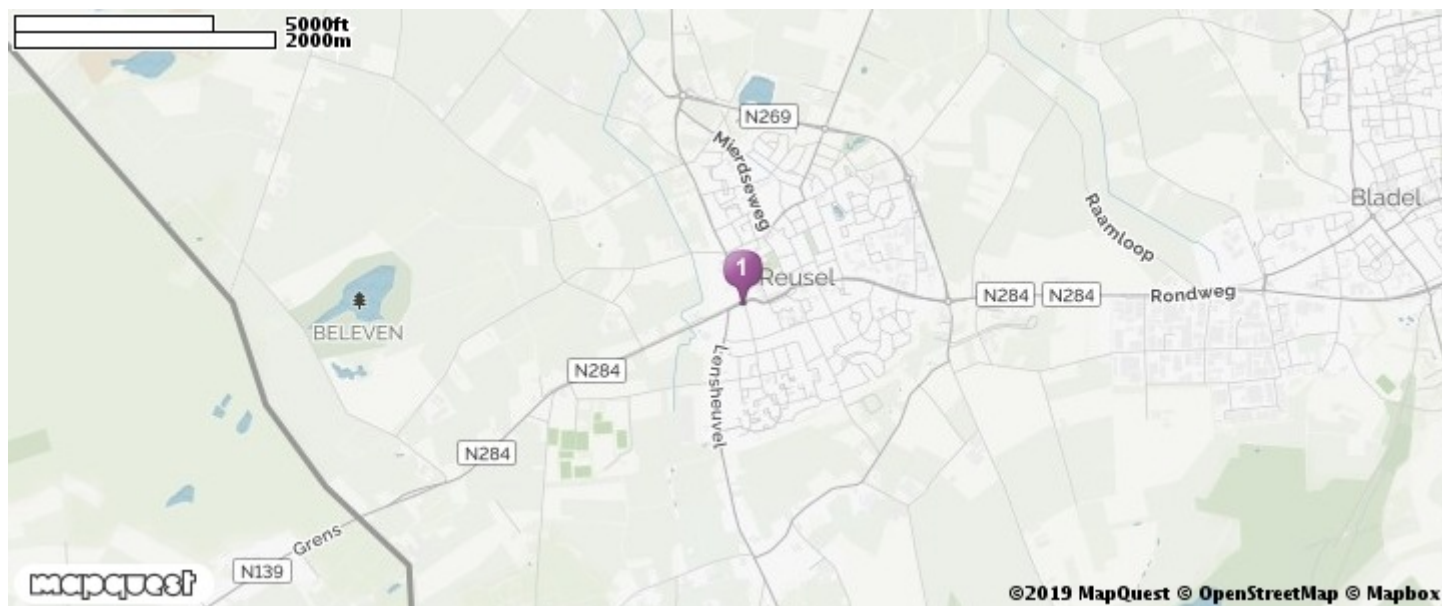 5000ft
2000m
N269
Mierdseweg
Bladel
Raamloop
1
Reusel
N284
N284
Rondweg
BELEVEN
N284
Lensheuvel
N284
Grens
N139
mapquest
©2019 MapQuest © OpenStreetMap © Mapbox